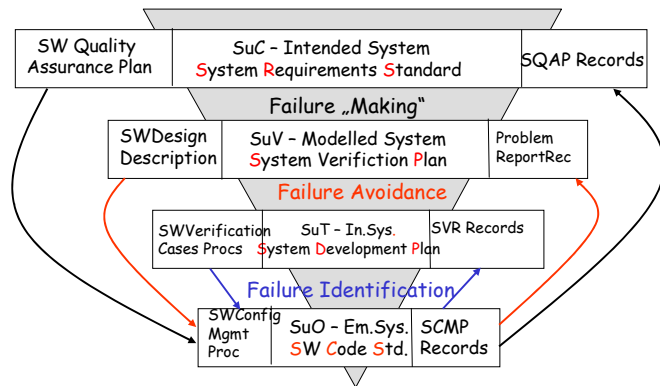 SW Quality
Assurance Plan
SuC – Intended System
System Requirements Standard
SQAP Records
Failure „Making“
SWDesign
Description
SuV – Modelled System
System Verifiction Plan
Problem
ReportRec
Failure Avoidance
SWVerification
Cases Procs
SuT – In.Sys.
System Development Plan
SVR Records
Failure Identification
SWConfig
Mgmt
Proc
SuO – Em.Sys.
SW Code Std.
SCMP
Records